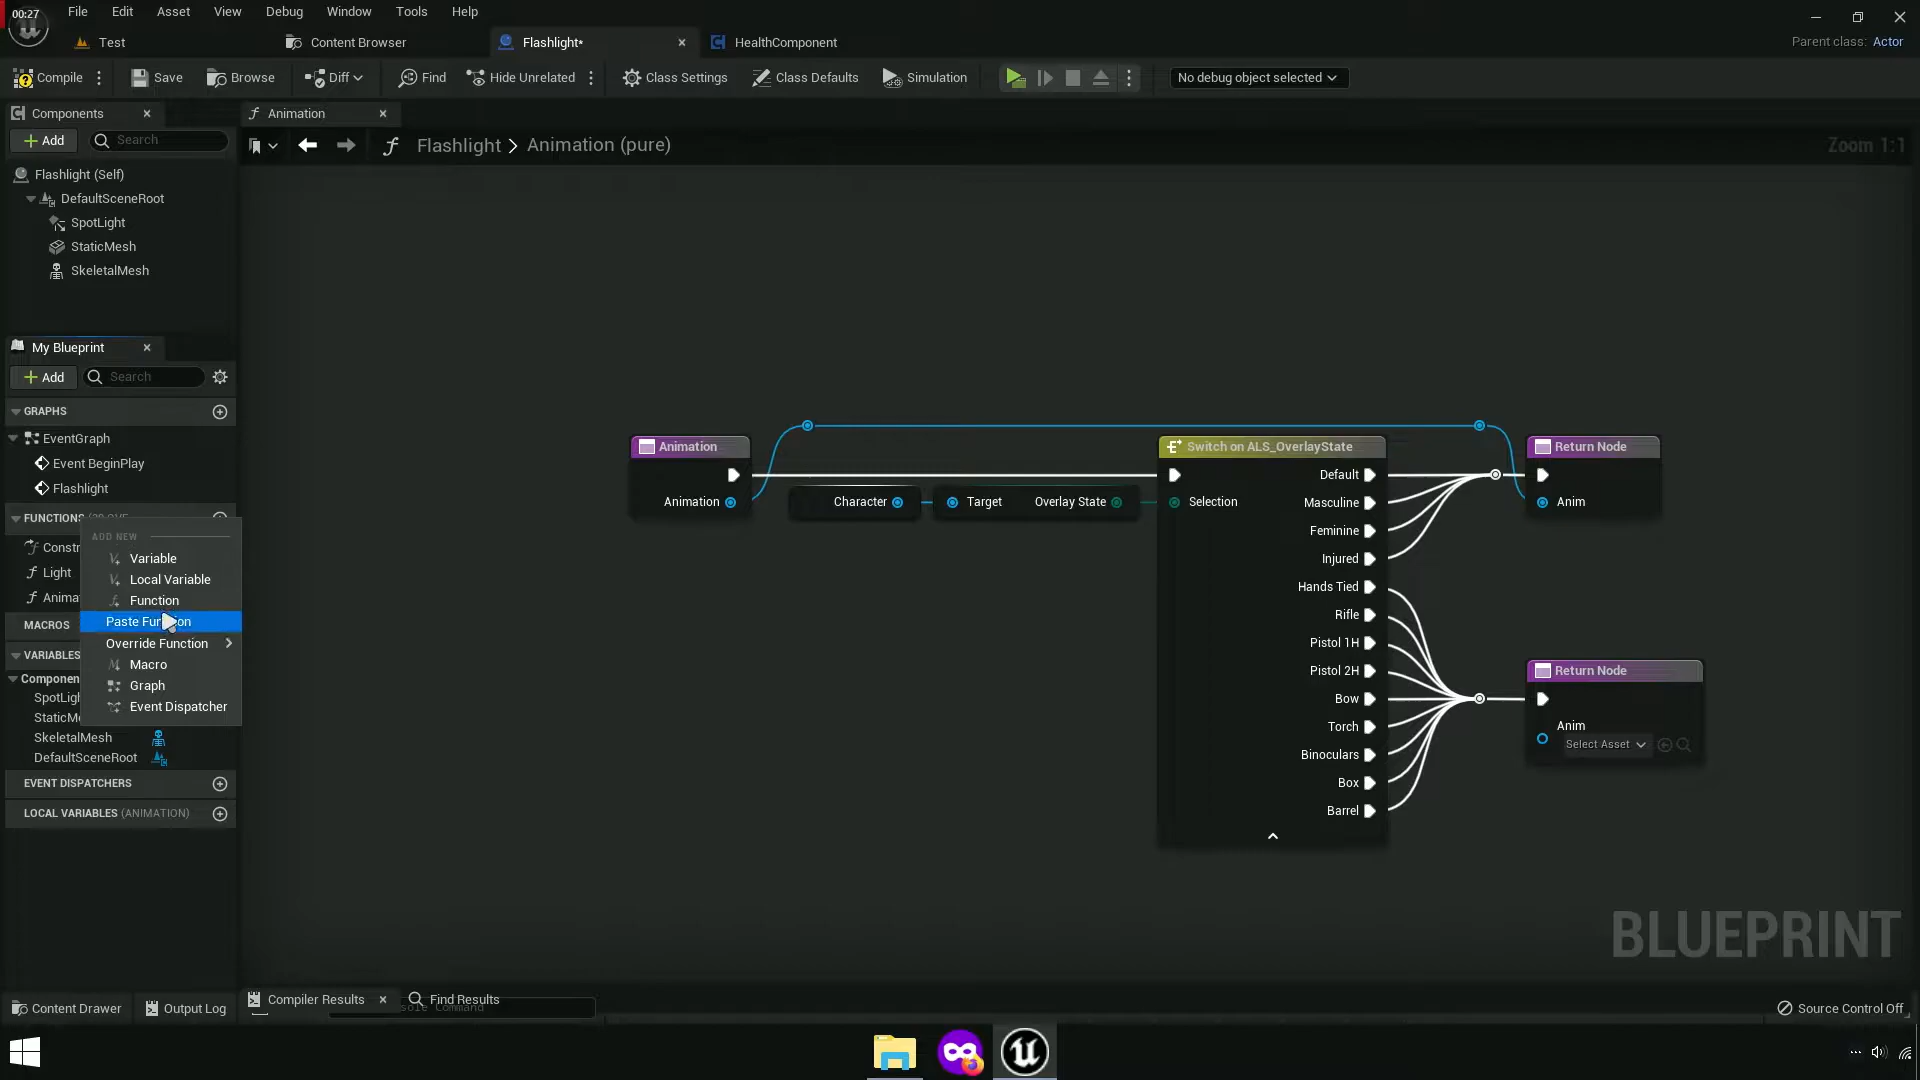 00:27
File Edit Asset View Debug Window Tools Help
Test
Content Browser
Flashlight*
HealthComponent
Parent class: Actor
Compile
Save
Browse
Diff
Find
Hide Unrelated
Class Settings
Class Defaults
Simulation
No debug object selected
Components
Animation
Add
Search
Flashlight > Animation (pure)
Zoom 1:1
Flashlight (Self)
DefaultSceneRoot
SpotLight
StaticMesh
SkeletalMesh
My Blueprint
Add
Search
GRAPHS
EventGraph
Event BeginPlay
Flashlight
FUNCTIONS
Constr
Light
Anima
MACROS
VARIABLES
Componen
SpotLigh
StaticMe
SkeletalMesh
DefaultSceneRoot
EVENT DISPATCHERS
LOCAL VARIABLES (ANIMATION)
ADD NEW
Variable
Local Variable
Function
Paste Function
Override Function
Macro
Graph
Event Dispatcher
Animation
Animation
Character
Target
Overlay State
Switch on ALS_OverlayState
Selection
Default
Masculine
Feminine
Injured
Hands Tied
Rifle
Pistol 1H
Pistol 2H
Bow
Torch
Binoculars
Box
Barrel
Return Node
Anim
Return Node
Anim
Select Asset
BLUEPRINT
Content Drawer
Output Log
Compiler Results
Find Results
Source Control Off